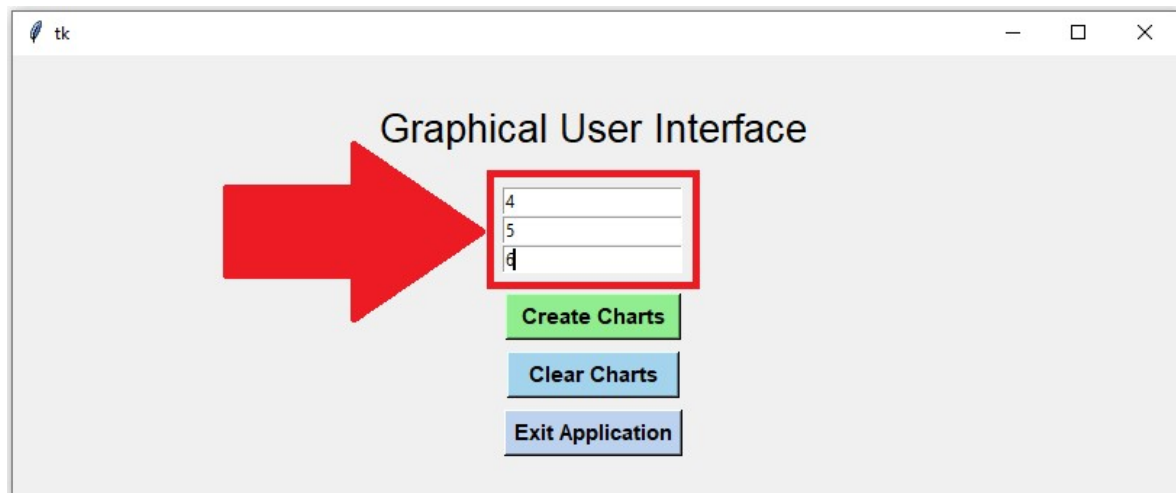 tk
Graphical User Interface
4
5
6
Create Charts
Clear Charts
Exit Application